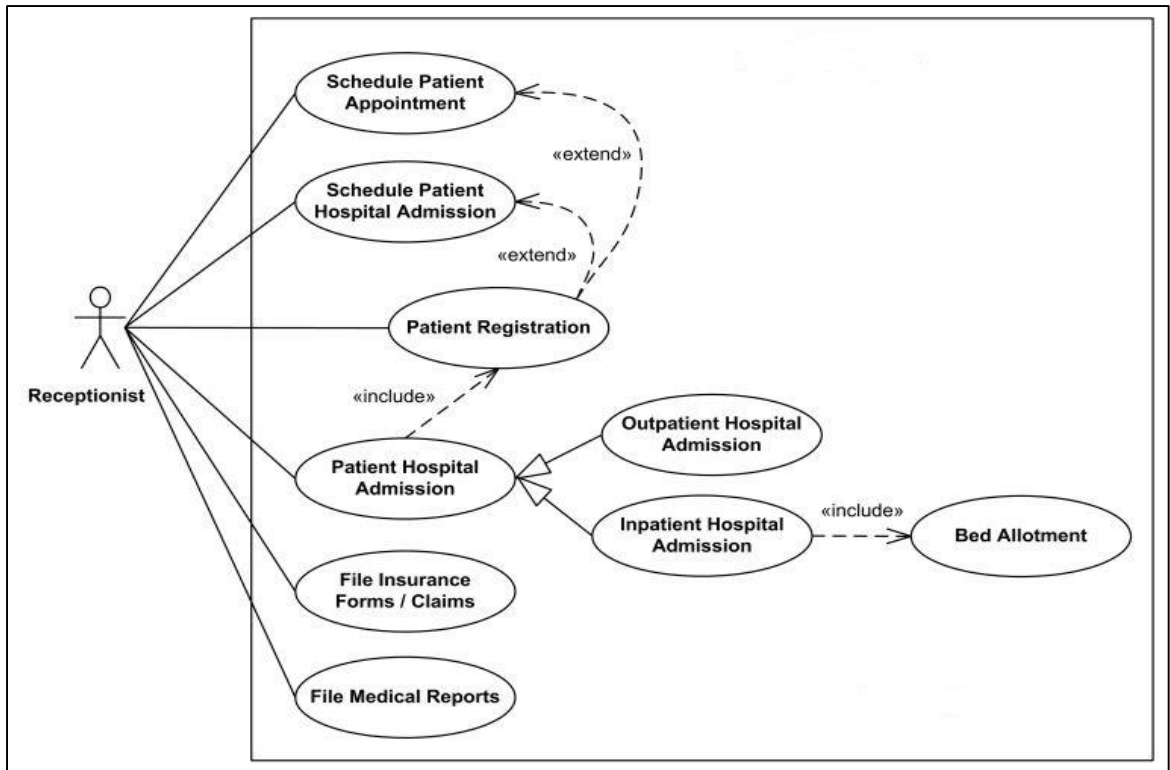 Schedule Patient
Appointment
«extend»
Schedule Patient
Hospital Admission
«extend»
Patient Registration
Receptionist
«include»
Outpatient Hospital
Admission
Patient Hospital
Admission
Inpatient Hospital
Admission
«include»
Bed Allotment
File Insurance
Forms / Claims
File Medical Reports